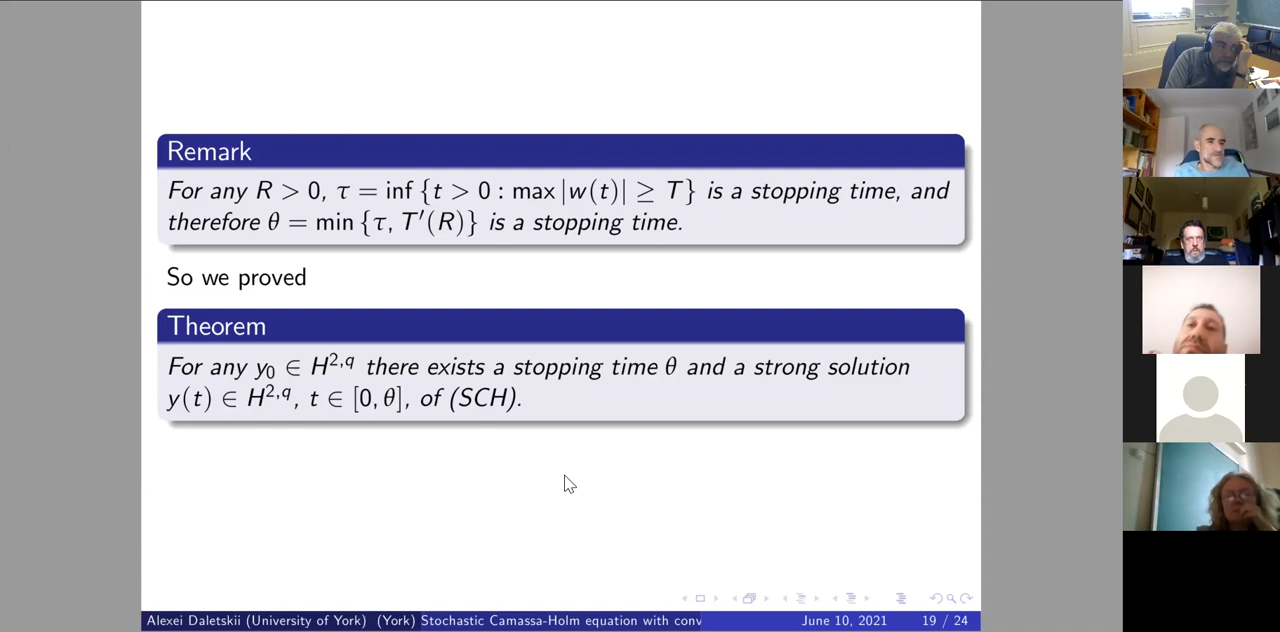 Remark
For any R > 0, τ = inf {t > 0 : max |w(t)| ≥ T} is a stopping time, and
therefore θ = min {τ, T′(R)} is a stopping time.
So we proved
Theorem
For any y₀ ∈ H²,q there exists a stopping time θ and a strong solution
y(t) ∈ H²,q, t ∈ [0, θ], of (SCH).
Alexei Daletskii (University of York) (York) Stochastic Camassa-Holm equation with conv June 10, 2021 19 / 24